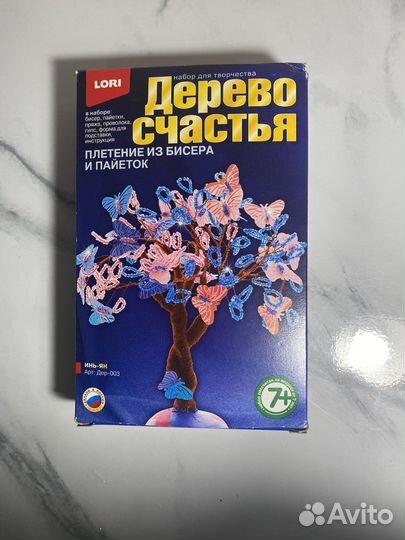 LORI
набор для творчества
Дерево
счастья
в наборе:
бисер, пайетки,
пряжа, проволока,
гипс, форма для
подставки,
инструкция
ПЛЕТЕНИЕ ИЗ БИСЕРА
И ПАЙЕТОК
ИНЬ-ЯН
Арт: Дер-003
7+
Avito